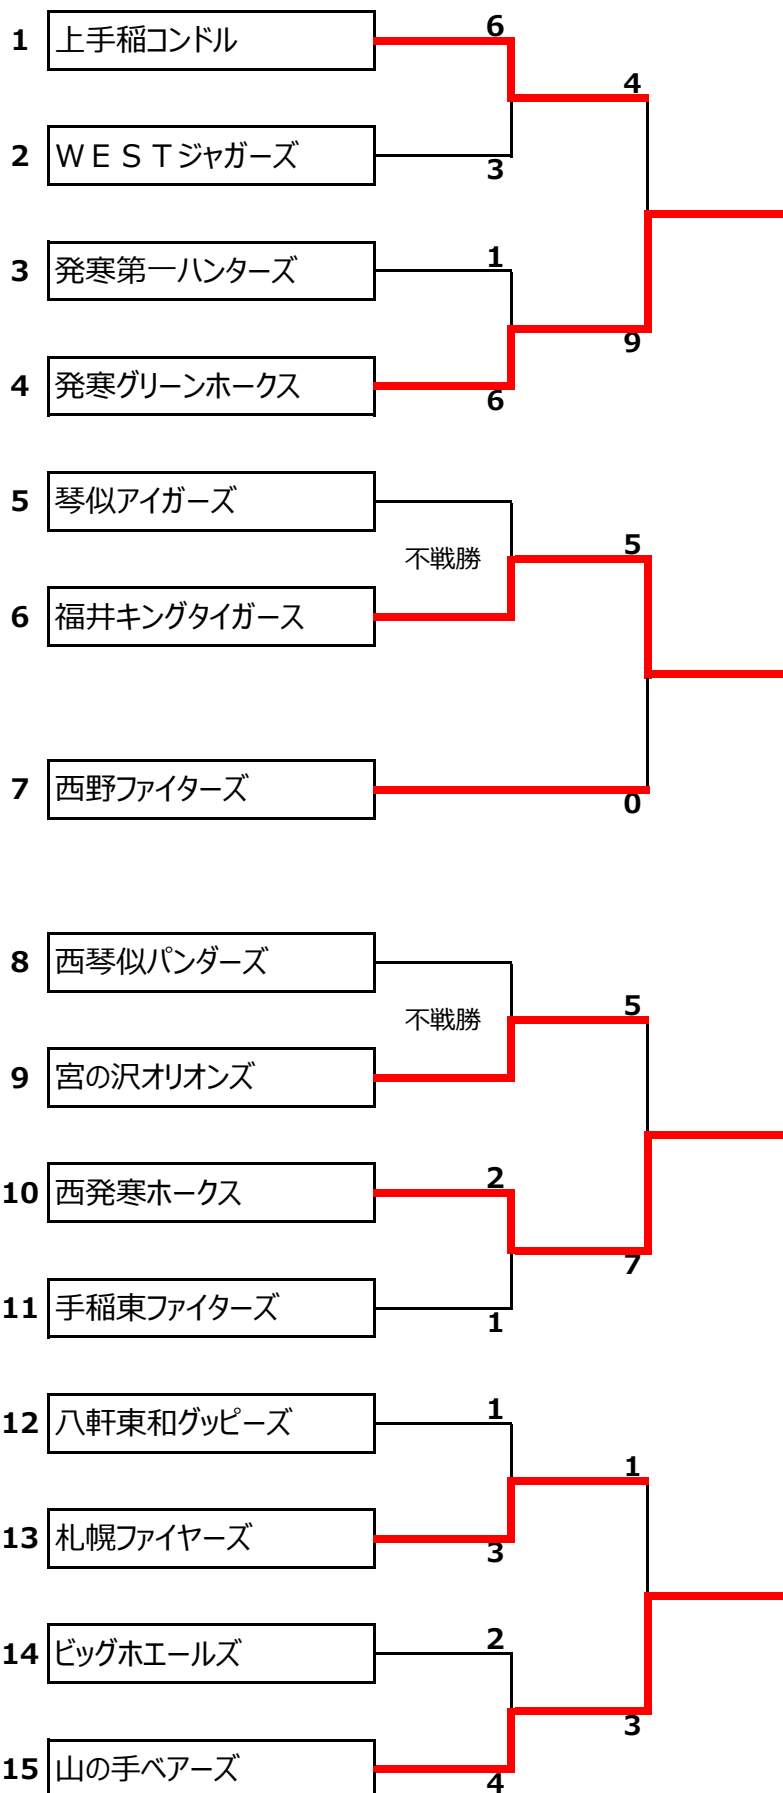 6
1 上手稲コンドル
4
2 ＷＥＳＴジャガーズ
3
1
3 発寒第一ハンターズ
9
4 発寒グリーンホークス
6
5 琴似アイガーズ
5
不戦勝
6 福井キングタイガース
7 西野ファイターズ
0
8 西琴似パンダーズ
5
不戦勝
9 宮の沢オリオンズ
2
10 西発寒ホークス
7
11 手稲東ファイターズ
1
1
12 八軒東和グッピーズ
1
13 札幌ファイヤーズ
3
2
14 ビッグホエールズ
3
15 山の手ベアーズ
4